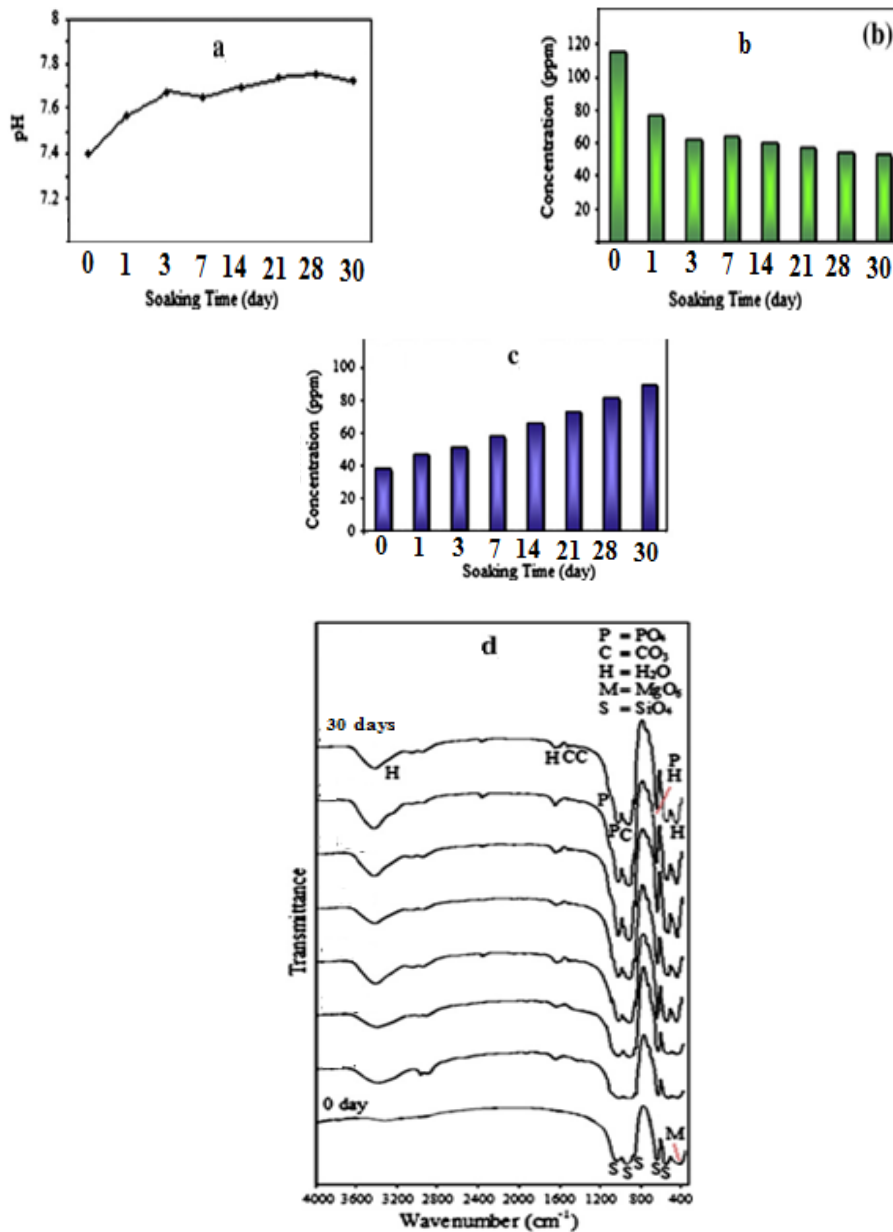 8
7.8
7.6
7.4
7.2
pH
a
0 1 3 7 14 21 28 30
Soaking Time (day)
120
100
80
60
40
20
0
Concentration (ppm)
b
(b)
0 1 3 7 14 21 28 30
Soaking Time (day)
100
80
60
40
20
0
Concentration (ppm)
c
0 1 3 7 14 21 28 30
Soaking Time (day)
d
P = PO₄
C = CO₃
H = H₂O
M= MgO₆
S = SiO₄
30 days
H
H CC
P
H
P
P C
H
0 day
M
S S S S S
Transmittance
4000 3600 2800 2000 1600 1200 800 400
Wavenumber (cm⁻¹)